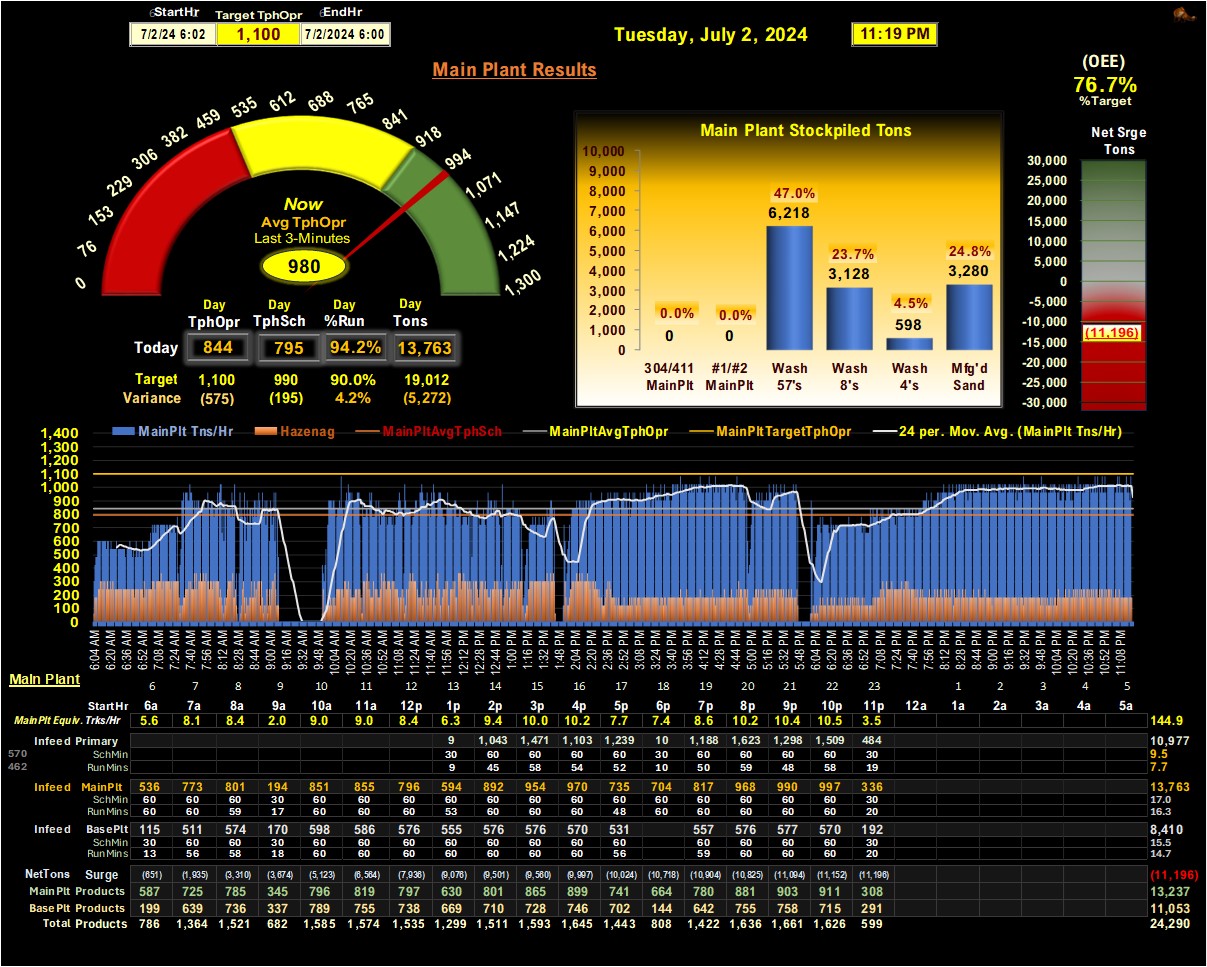 StartHr Target TphOpr EndHr
7/2/24 6:02 1,100 7/2/2024 6:00
Tuesday, July 2, 2024 11:19 PM
Main Plant Results
(OEE)
76.7%
%Target
0 76 153 229 306 382 459 535 612 688 765 841 918 994 1,071 1,147 1,224 1,300
Now
Avg TphOpr
Last 3-Minutes
980
Day Day Day Day
TphOpr TphSch %Run Tons
Today 844 795 94.2% 13,763
Target 1,100 990 90.0% 19,012
Variance (575) (195) 4.2% (5,272)
Main Plant Stockpiled Tons
10,000
9,000
8,000
7,000
6,000
5,000
4,000
3,000
2,000
1,000
0
0.0% 0.0% 47.0% 23.7% 4.5% 24.8%
0 0 6,218 3,128 598 3,280
304/411 #1/#2 Wash Wash Wash Mfg'd
MainPlt MainPlt 57's 8's 4's Sand
Net Srge
Tons
30,000
25,000
20,000
15,000
10,000
5,000
0
-5,000
-10,000
(11,196)
-15,000
-20,000
-25,000
-30,000
MainPlt Tns/Hr Hazenag MainPltAvgTphSch MainPltAvgTphOpr MainPltTargetTphOpr 24 per. Mov. Avg. (MainPlt Tns/Hr)
1,400
1,300
1,200
1,100
1,000
900
800
700
600
500
400
300
200
100
0
6:04 AM 6:20 AM 6:36 AM 6:52 AM 7:08 AM 7:24 AM 7:40 AM 7:56 AM 8:12 AM 8:28 AM 8:44 AM 9:00 AM 9:16 AM 9:32 AM 9:48 AM 10:04 AM 10:20 AM 10:36 AM 10:52 AM 11:08 AM 11:24 AM 11:40 AM 11:56 AM 12:12 PM 12:28 PM 12:44 PM 1:00 PM 1:16 PM 1:32 PM 1:48 PM 2:04 PM 2:20 PM 2:36 PM 2:52 PM 3:08 PM 3:24 PM 3:40 PM 3:56 PM 4:12 PM 4:28 PM 4:44 PM 5:00 PM 5:16 PM 5:32 PM 5:48 PM 6:04 PM 6:20 PM 6:36 PM 6:52 PM 7:08 PM 7:24 PM 7:40 PM 7:56 PM 8:12 PM 8:28 PM 9:00 PM 9:16 PM 9:32 PM 9:48 PM 10:04 PM 10:20 PM 10:36 PM 10:52 PM 11:08 PM
Main Plant 6 7 8 9 10 11 12 13 14 15 16 17 18 19 20 21 22 23 1 2 3 4 5
StartHr 6a 7a 8a 9a 10a 11a 12p 1p 2p 3p 4p 5p 6p 7p 8p 9p 10p 11p 12a 1a 2a 3a 4a 5a
MainPlt Equiv. Trks/Hr 5.6 8.1 8.4 2.0 9.0 9.0 8.4 6.3 9.4 10.0 10.2 7.7 7.4 8.6 10.2 10.4 10.5 3.5 144.9
Infeed Primary 9 1,043 1,471 1,103 1,239 10 1,188 1,623 1,298 1,509 484 10,977
570 SchMin 30 60 60 60 60 30 60 60 60 60 30 9.5
462 RunMins 9 45 58 54 52 10 50 59 48 58 19 7.7
Infeed MainPlt 536 773 801 194 851 855 796 594 892 954 970 735 704 817 968 990 997 336 13,763
SchMin 60 60 60 30 60 60 60 60 60 60 60 60 60 60 60 60 60 30 17.0
RunMins 60 60 59 17 60 60 60 53 60 60 60 48 60 60 60 60 60 20 16.3
Infeed BasePlt 115 511 574 170 598 586 576 555 576 576 570 531 557 576 577 570 192 8,410
SchMin 30 60 60 30 60 60 60 60 60 60 60 60 60 60 60 60 30 15.5
RunMins 13 56 58 18 60 60 60 60 60 60 60 56 59 60 60 60 20 14.7
NetTons Surge (651) (1,935) (3,310) (3,674) (5,123) (6,564) (7,936) (9,076) (9,501) (9,560) (9,997) (10,024) (10,718) (10,904) (10,825) (11,094) (11,152) (11,196) (11,196)
MainPlt Products 587 725 785 345 796 819 797 630 801 865 899 741 664 780 881 903 911 308 13,237
BasePlt Products 199 639 736 337 789 755 738 669 710 728 746 702 144 642 755 758 715 291 11,053
Total Products 786 1,364 1,521 682 1,585 1,574 1,535 1,299 1,511 1,593 1,645 1,443 808 1,422 1,636 1,661 1,626 599 24,290